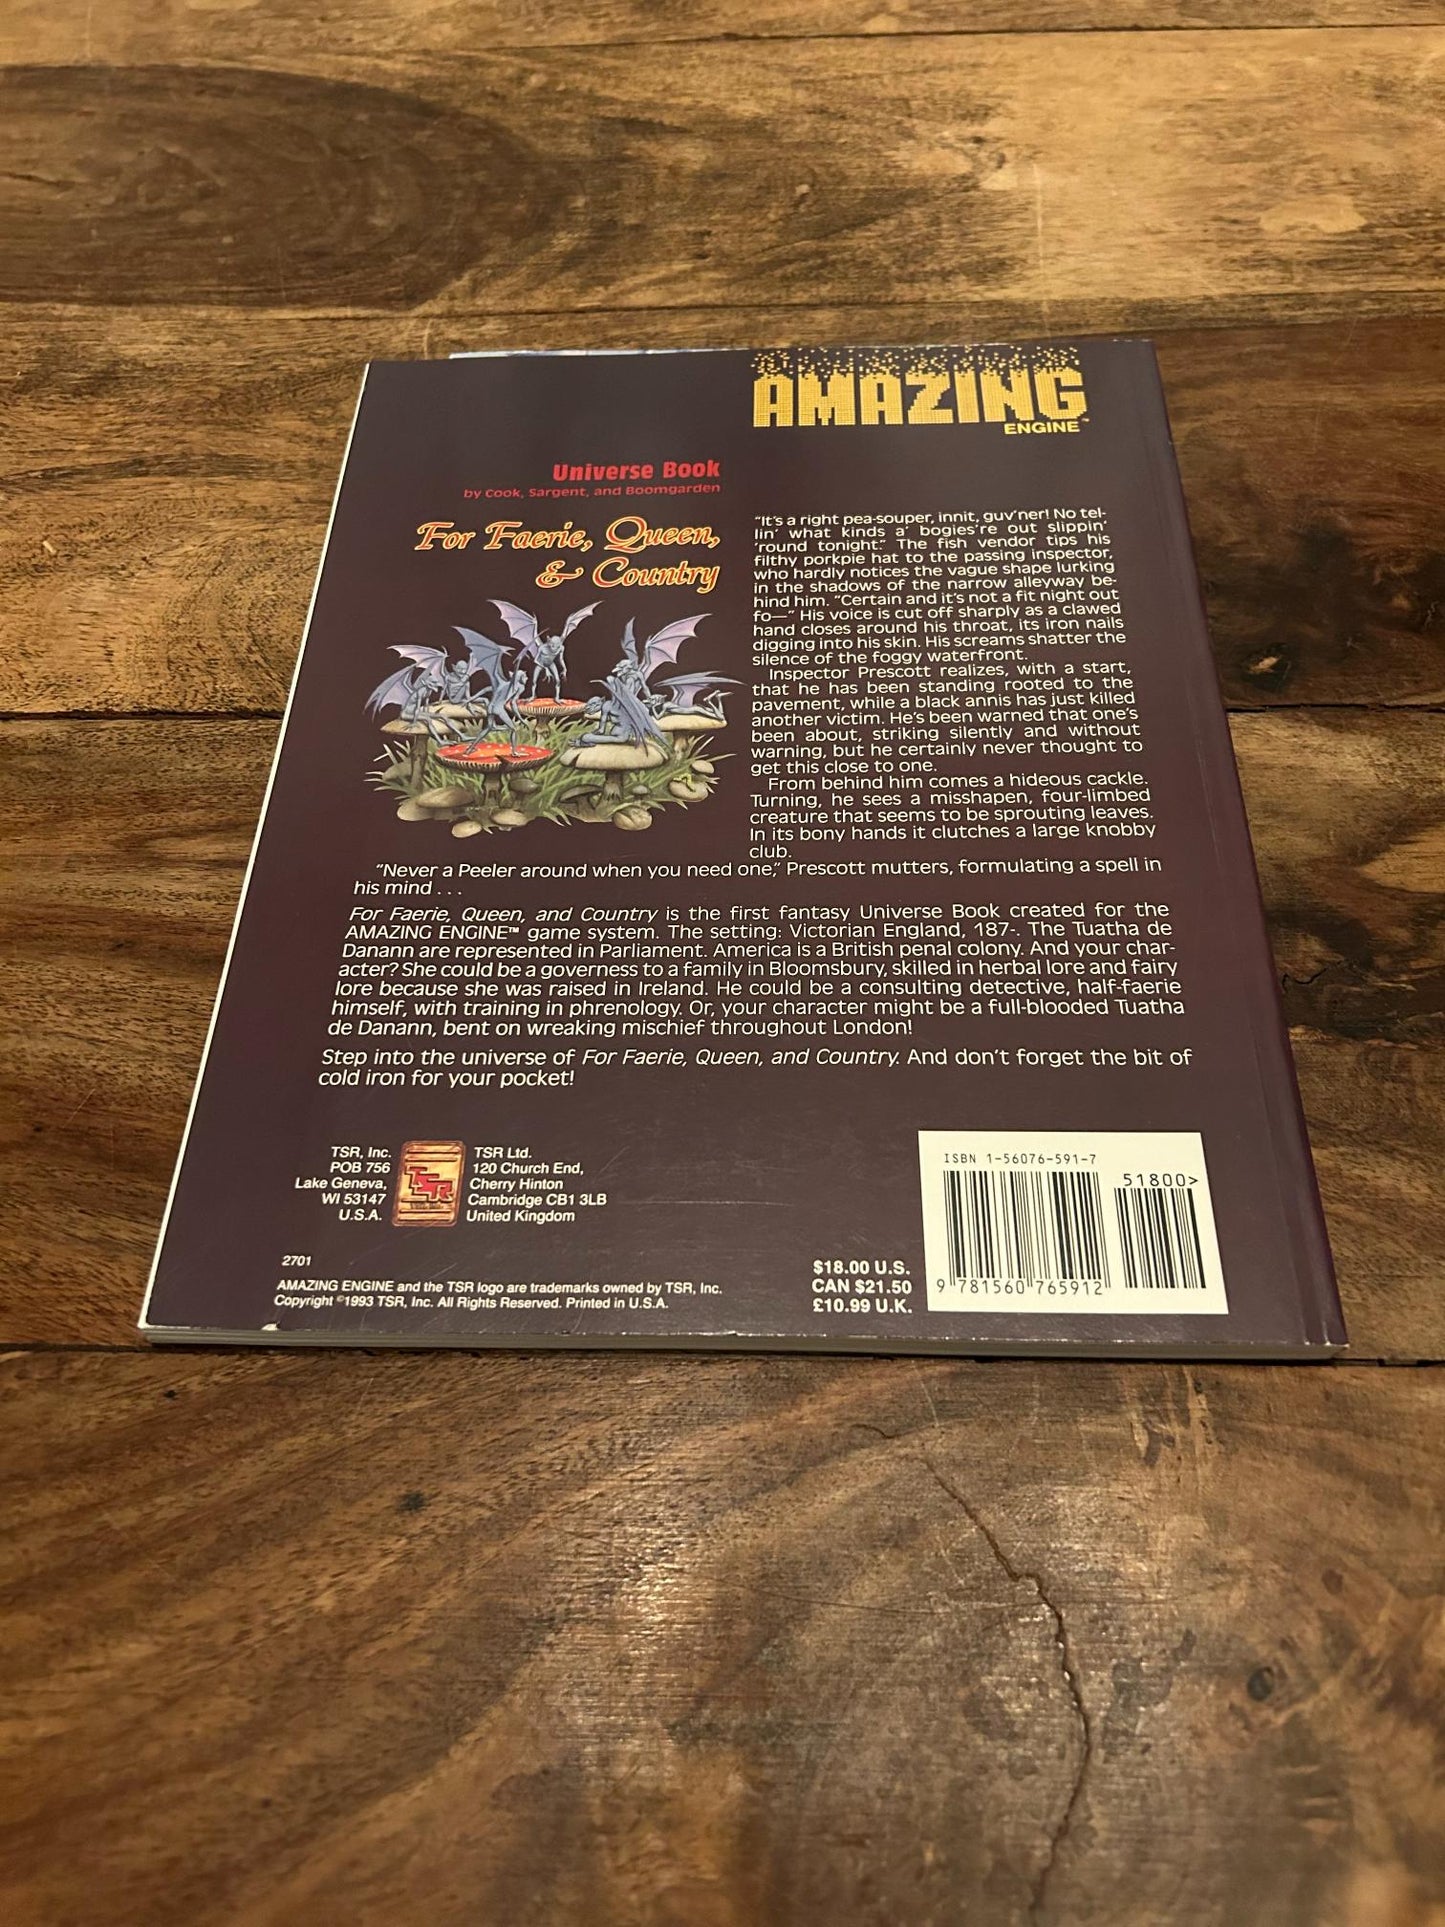 AMAZING
ENGINE™
Universe Book
by Cook, Sargent, and Boomgarden
For Faerie, Queen,
& Country
"It's a right pea-souper, innit, guv'ner! No tel-
lin' what kinds a' bogies're out slippin'
'round tonight." The fish vendor tips his
filthy porkpie hat to the passing inspector,
who hardly notices the vague shape lurking
in the shadows of the narrow alleyway be-
hind him. "Certain and it's not a fit night out
fo—" His voice is cut off sharply as a clawed
hand closes around his throat, its iron nails
digging into his skin. His screams shatter the
silence of the foggy waterfront.
Inspector Prescott realizes, with a start,
that he has been standing rooted to the
pavement, while a black annis has just killed
another victim. He's been warned that one's
been about, striking silently and without
warning, but he certainly never thought to
get this close to one.
From behind him comes a hideous cackle.
Turning, he sees a misshapen, four-limbed
creature that seems to be sprouting leaves.
In its bony hands it clutches a large knobby
club.
"Never a Peeler around when you need one," Prescott mutters, formulating a spell in
his mind . . .
For Faerie, Queen, and Country is the first fantasy Universe Book created for the
AMAZING ENGINE™ game system. The setting: Victorian England, 187-. The Tuatha de
Danann are represented in Parliament. America is a British penal colony. And your char-
acter? She could be a governess to a family in Bloomsbury, skilled in herbal lore and fairy
lore because she was raised in Ireland. He could be a consulting detective, half-faerie
himself, with training in phrenology. Or, your character might be a full-blooded Tuatha
de Danann, bent on wreaking mischief throughout London!
Step into the universe of For Faerie, Queen, and Country. And don't forget the bit of
cold iron for your pocket!
TSR, Inc.
POB 756
Lake Geneva,
WI 53147
U.S.A.
TSR
TSR Ltd.
120 Church End,
Cherry Hinton
Cambridge CB1 3LB
United Kingdom
2701
AMAZING ENGINE and the TSR logo are trademarks owned by TSR, Inc.
Copyright ©1993 TSR, Inc. All Rights Reserved. Printed in U.S.A.
$18.00 U.S.
CAN $21.50
£10.99 U.K.
ISBN 1-56076-591-7
51800>
9 781560 765912